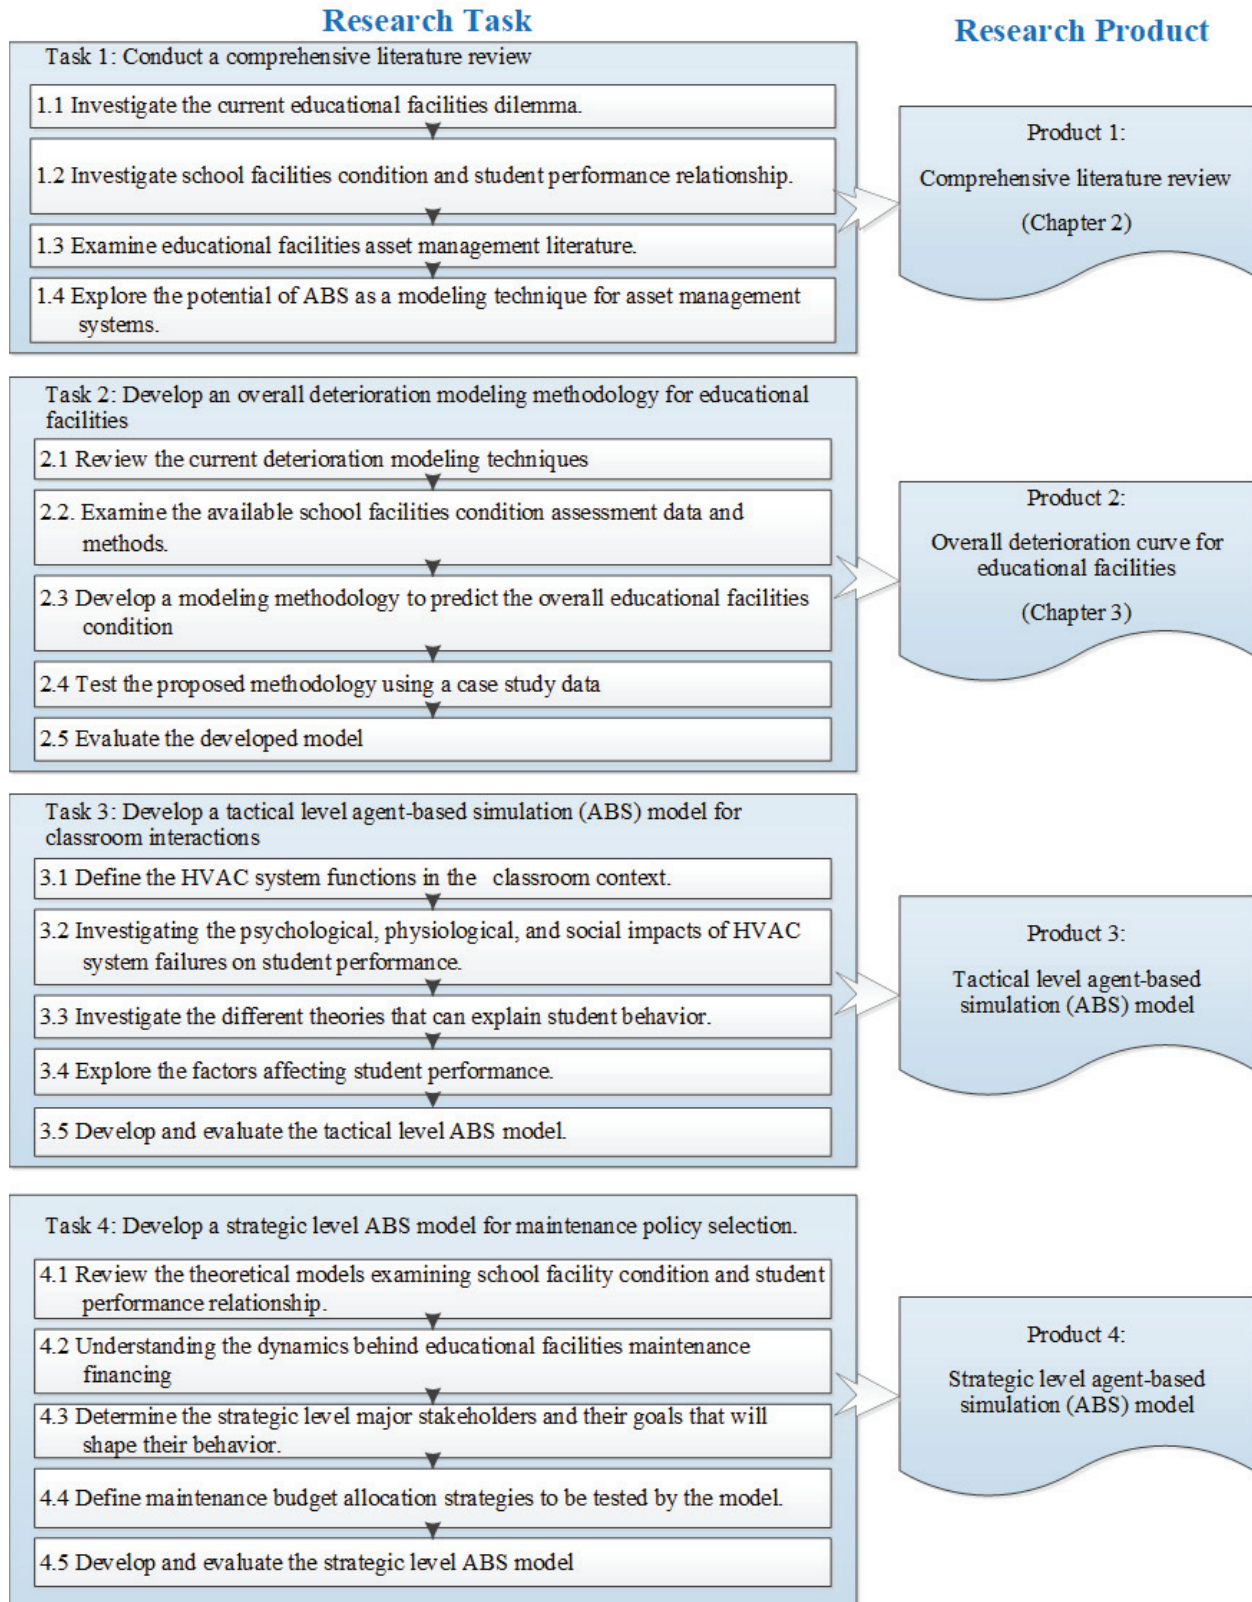 Research Task
Research Product
Task 1: Conduct a comprehensive literature review
1.1 Investigate the current educational facilities dilemma.
1.2 Investigate school facilities condition and student performance relationship.
1.3 Examine educational facilities asset management literature.
1.4 Explore the potential of ABS as a modeling technique for asset management
systems.
Product 1:
Comprehensive literature review
(Chapter 2)
Task 2: Develop an overall deterioration modeling methodology for educational
facilities
2.1 Review the current deterioration modeling techniques
2.2. Examine the available school facilities condition assessment data and
methods.
2.3 Develop a modeling methodology to predict the overall educational facilities
condition
2.4 Test the proposed methodology using a case study data
2.5 Evaluate the developed model
Product 2:
Overall deterioration curve for
educational facilities
(Chapter 3)
Task 3: Develop a tactical level agent-based simulation (ABS) model for
classroom interactions
3.1 Define the HVAC system functions in the classroom context.
3.2 Investigating the psychological, physiological, and social impacts of HVAC
system failures on student performance.
3.3 Investigate the different theories that can explain student behavior.
3.4 Explore the factors affecting student performance.
3.5 Develop and evaluate the tactical level ABS model.
Product 3:
Tactical level agent-based
simulation (ABS) model
Task 4: Develop a strategic level ABS model for maintenance policy selection.
4.1 Review the theoretical models examining school facility condition and student
performance relationship.
4.2 Understanding the dynamics behind educational facilities maintenance
financing
4.3 Determine the strategic level major stakeholders and their goals that will
shape their behavior.
4.4 Define maintenance budget allocation strategies to be tested by the model.
4.5 Develop and evaluate the strategic level ABS model
Product 4:
Strategic level agent-based
simulation (ABS) model